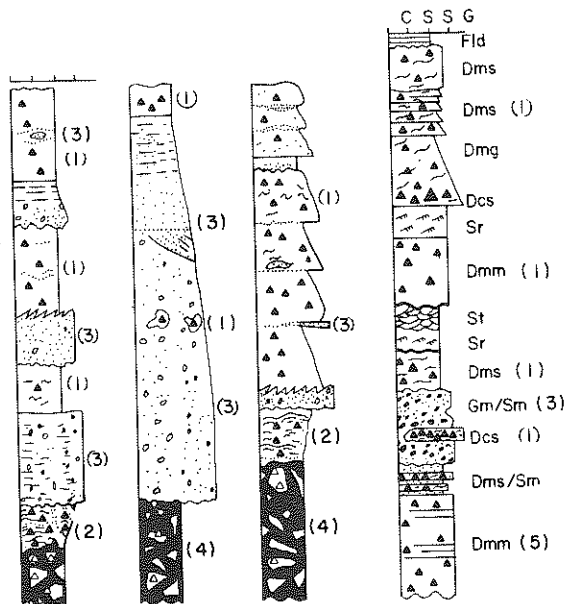 (3)
(1)
(1)
(3)
(1)
(3)
(2)
(1)
(3)
(1)
(3)
(4)
(1)
(3)
(2)
(4)
C S S G
Fld
Dms
Dms (1)
Dmg
Dcs
Sr
Dmm (1)
St
Sr
Dms (1)
Gm/Sm (3)
Dcs (1)
Dms/Sm
Dmm (5)